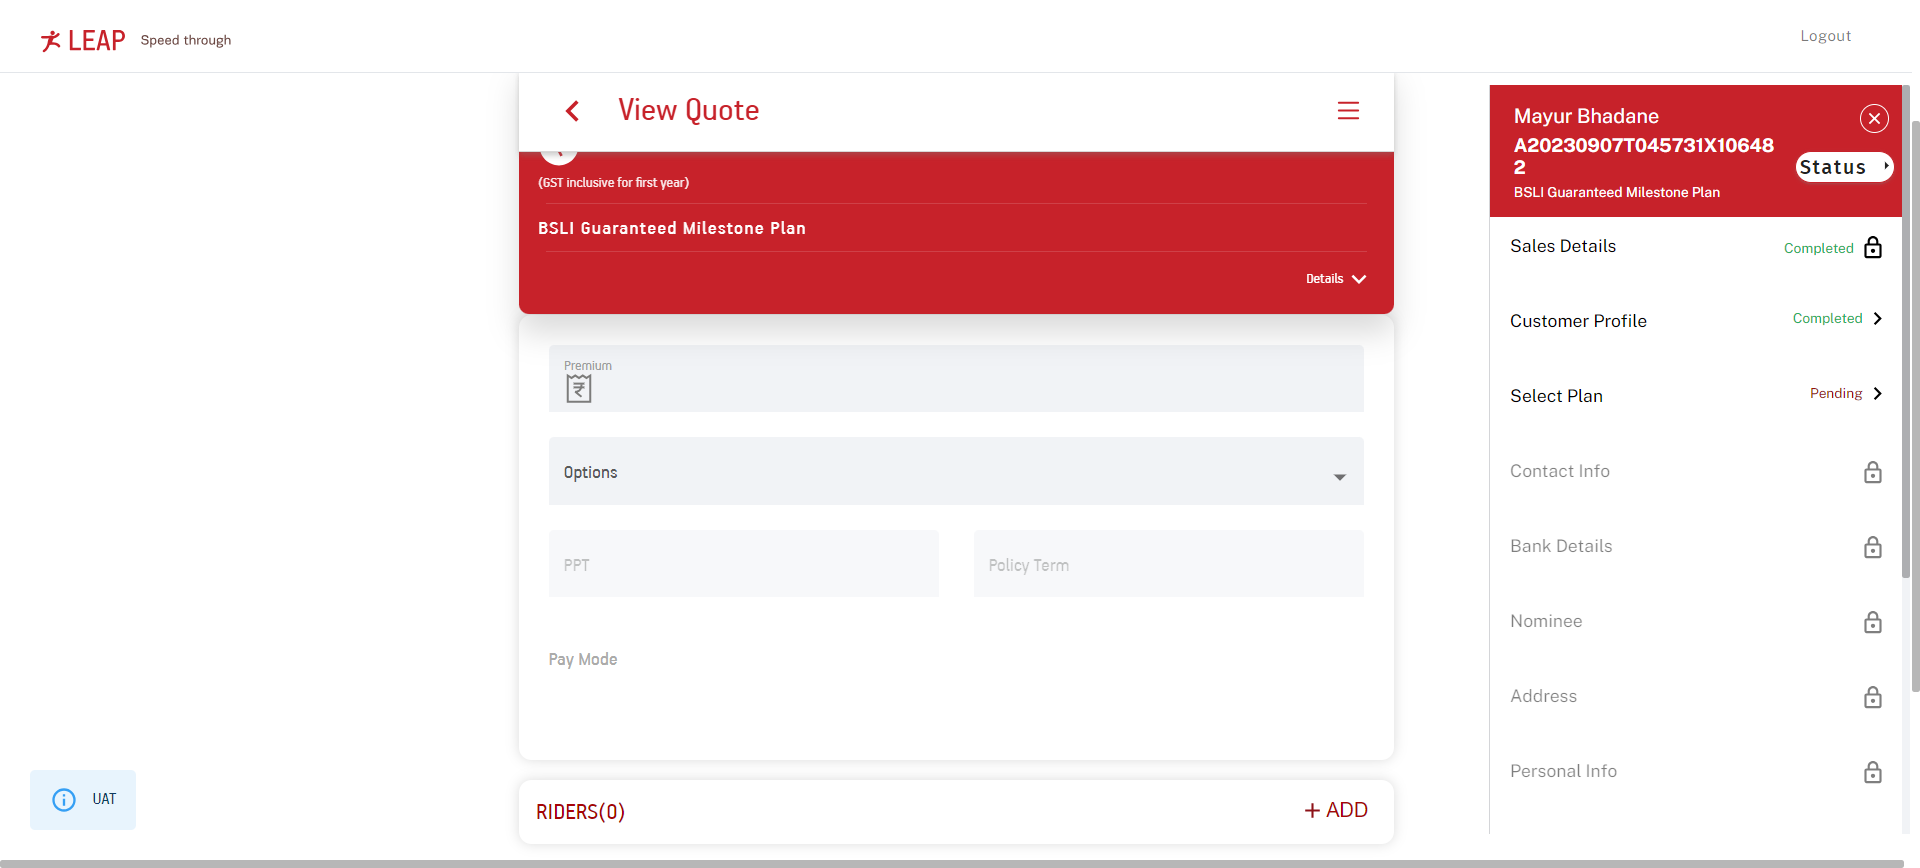 LEAP Speed through
Logout
View Quote
(GST inclusive for first year)
BSLI Guaranteed Milestone Plan
Details
Premium
Options
PPT
Policy Term
Pay Mode
RIDERS(0)
+ ADD
UAT
Mayur Bhadane
A20230907T045731X10648
2
BSLI Guaranteed Milestone Plan
Status
Sales Details Completed
Customer Profile Completed
Select Plan Pending
Contact Info
Bank Details
Nominee
Address
Personal Info